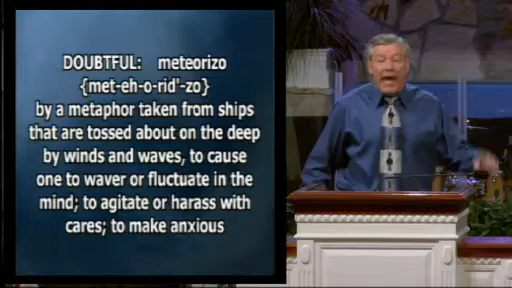 DOUBTFUL: meteorizo
{met-eh-o-rid'-zo}
by a metaphor taken from ships
that are tossed about on the deep
by winds and waves, to cause
one to waver or fluctuate in the
mind; to agitate or harass with
cares; to make anxious